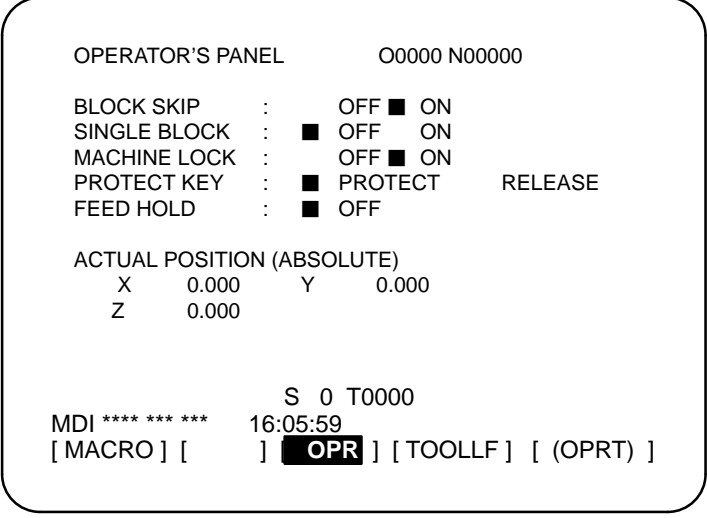 OPERATOR'S PANEL O0000 N00000
BLOCK SKIP : OFF ■ ON
SINGLE BLOCK : ■ OFF ON
MACHINE LOCK : OFF ■ ON
PROTECT KEY : ■ PROTECT RELEASE
FEED HOLD : ■ OFF
ACTUAL POSITION (ABSOLUTE)
X 0.000 Y 0.000
Z 0.000
S 0 T0000
MDI **** *** *** 16:05:59
[ MACRO ] [ ] [ OPR ] [ TOOLLF ] [ (OPRT) ]